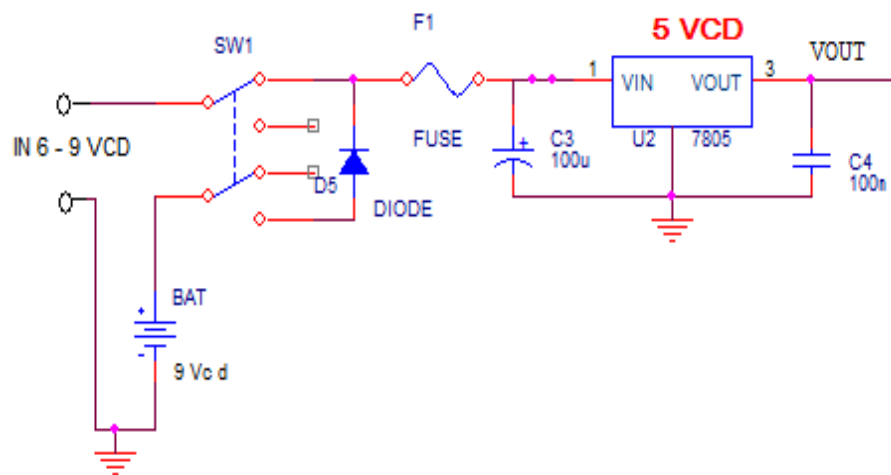 SW1
F1
5 VCD
VOUT
1
VIN
VOUT
3
IN 6 - 9 VCD
FUSE
C3
100u
U2
7805
C4
100n
D5
DIODE
BAT
+
-
9 Vc d